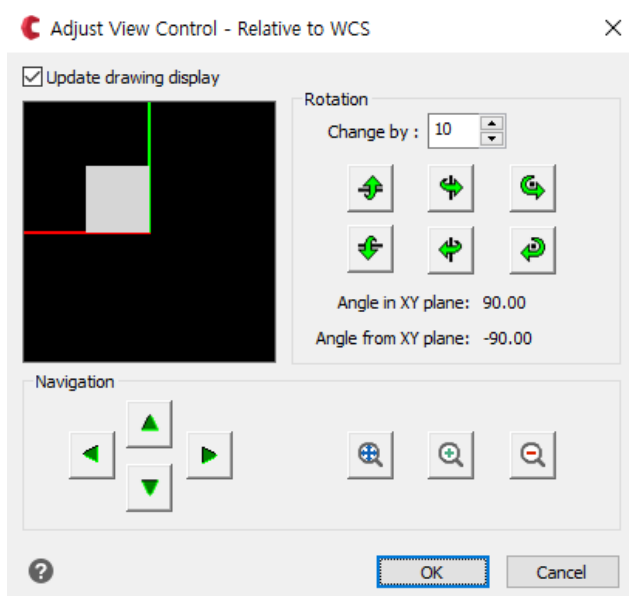 Adjust View Control - Relative to WCS
Update drawing display
Rotation
Change by : 10
Angle in XY plane: 90.00
Angle from XY plane: -90.00
Navigation
OK Cancel